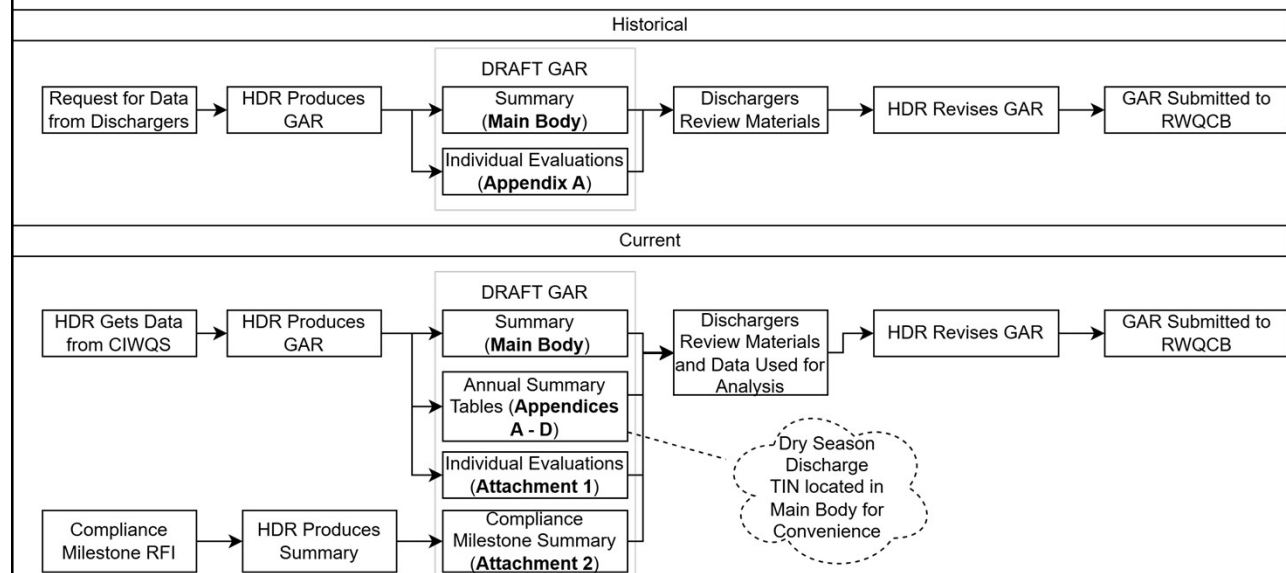 Historical
Request for Data
from Dischargers
HDR Produces
GAR
DRAFT GAR
Summary
(Main Body)
Individual Evaluations
(Appendix A)
Dischargers
Review Materials
HDR Revises GAR
GAR Submitted to
RWQCB
Current
HDR Gets Data
from CIWQS
HDR Produces
GAR
DRAFT GAR
Summary
(Main Body)
Annual Summary
Tables (Appendices
A - D)
Individual Evaluations
(Attachment 1)
Compliance
Milestone RFI
HDR Produces
Summary
Compliance
Milestone Summary
(Attachment 2)
Dischargers
Review Materials
and Data Used for
Analysis
HDR Revises GAR
GAR Submitted to
RWQCB
Dry Season
Discharge
TIN located in
Main Body for
Convenience